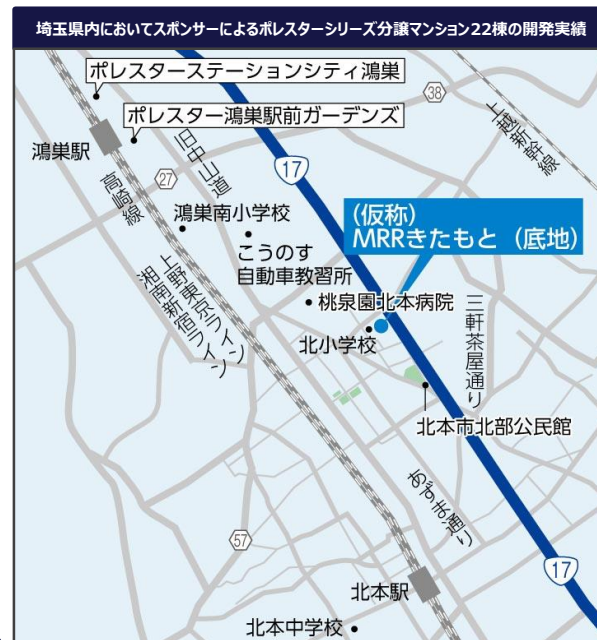 埼玉県内においてスポンサーによるポレスターシリーズ分譲マンション22棟の開発実績
ポレスターステーションシティ鴻巣
38
ポレスター鴻巣駅前ガーデンズ
上越新幹線
旧中山道
鴻巣駅
17
27
高崎線
鴻巣南小学校
(仮称)
MRRきたもと（底地）
こうのす
自動車教習所
上野東京ライン
湘南新宿ライン
桃泉園北本病院
三軒茶屋通り
北小学校
北本市北部公民館
あずま通り
57
17
北本駅
北本中学校